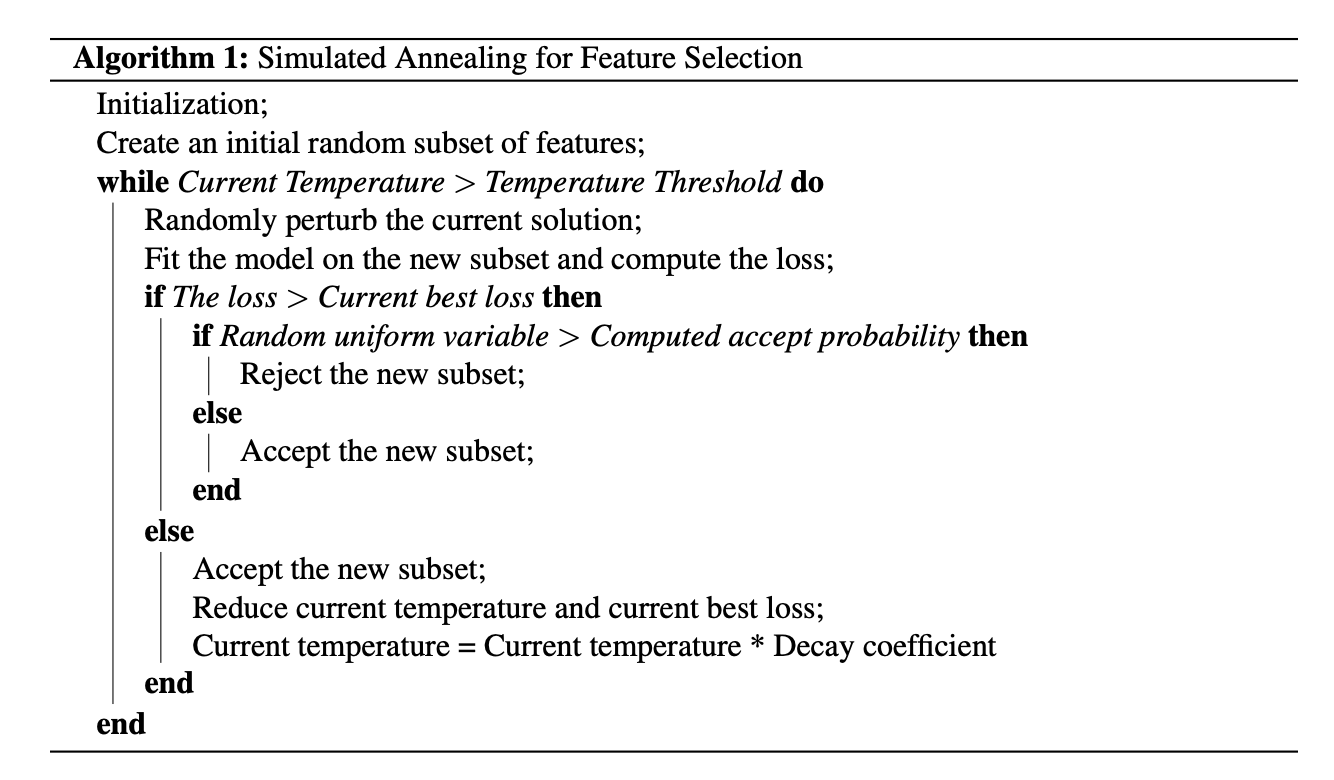 Algorithm 1: Simulated Annealing for Feature Selection
Initialization;
Create an initial random subset of features;
while Current Temperature > Temperature Threshold do
Randomly perturb the current solution;
Fit the model on the new subset and compute the loss;
if The loss > Current best loss then
if Random uniform variable > Computed accept probability then
Reject the new subset;
else
Accept the new subset;
end
else
Accept the new subset;
Reduce current temperature and current best loss;
Current temperature = Current temperature * Decay coefficient
end
end